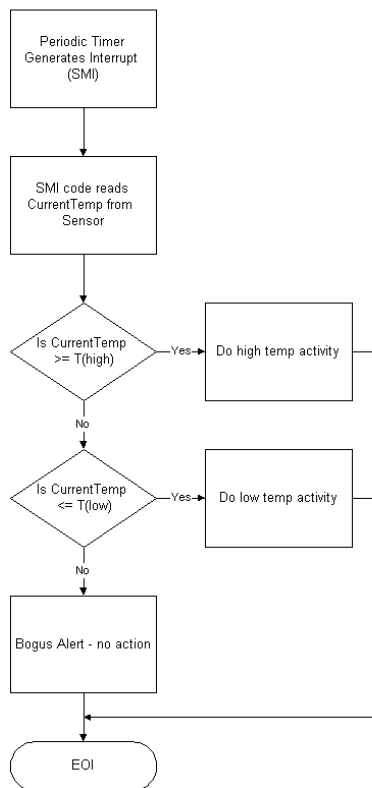 Periodic Timer
Generates Interrupt
(SMI)
SMI code reads
CurrentTemp from
Sensor
Is CurrentTemp
>= T(high)
Yes
Do high temp activity
No
Is CurrentTemp
<= T(low)
Yes
Do low temp activity
No
Bogus Alert - no action
EOI